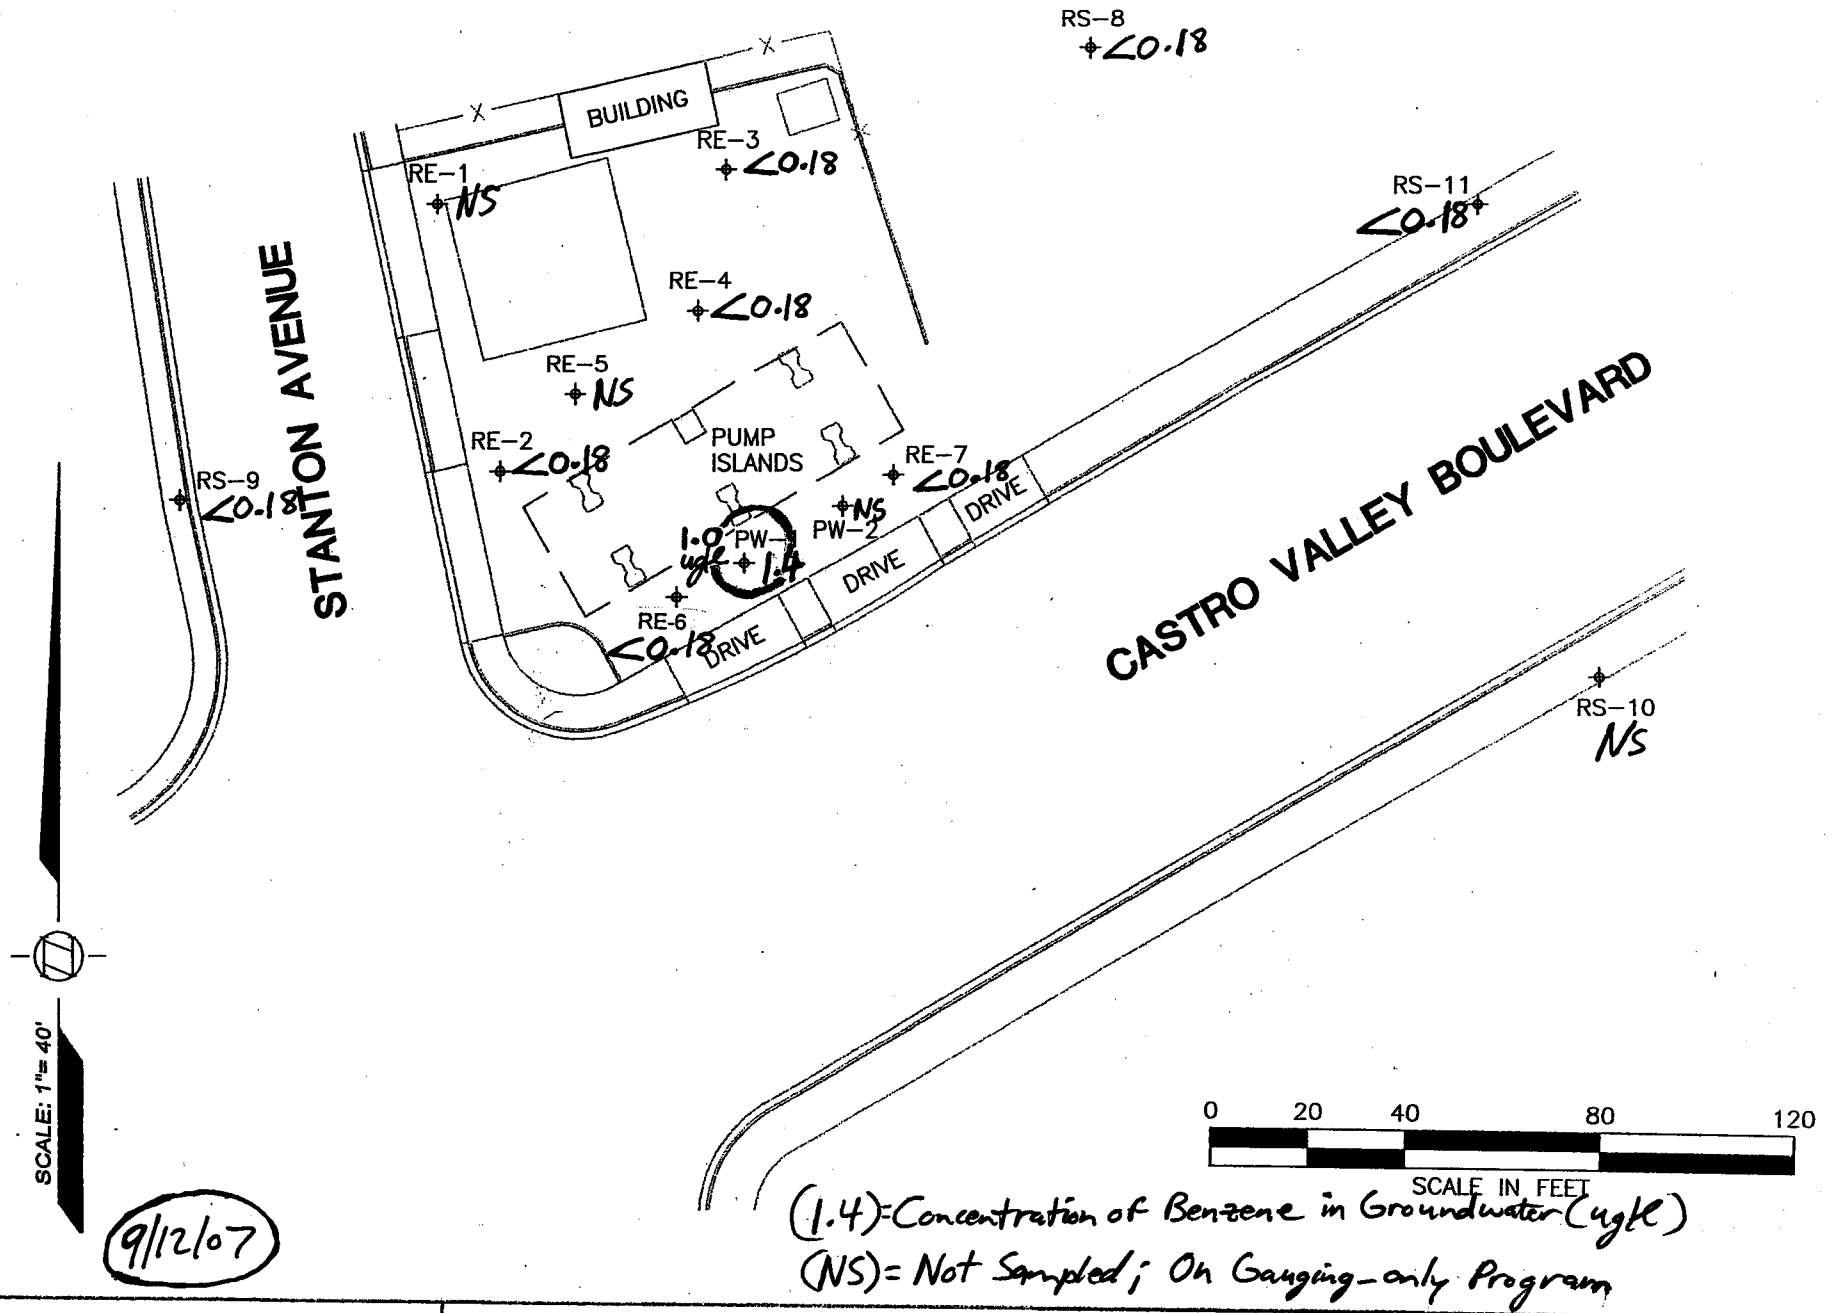 RS-8
<0.18
BUILDING
RE-3
<0.18
RE-1
NS
RS-11
<0.18
RE-4
<0.18
RE-5
NS
STANTON AVENUE
RE-2
<0.18
PUMP
ISLANDS
RE-7
<0.18
RS-9
<0.18
DRIVE
NS
PW-2
1.0
ug/l
PW-1
1.4
DRIVE
RE-6
<0.18
DRIVE
CASTRO VALLEY BOULEVARD
RS-10
NS
SCALE: 1"= 40'
0 20 40 80 120
SCALE IN FEET
(1.4)=Concentration of Benzene in Groundwater (ug/l)
(NS)= Not Sampled; On Gauging-only Program
9/12/07